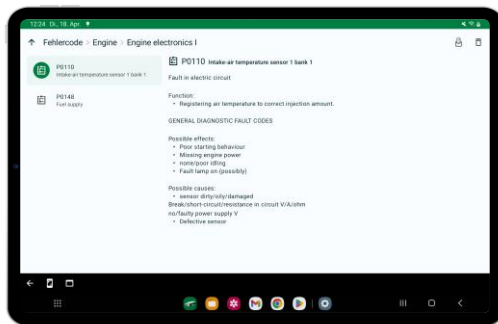 12:24 Di., 18. Apr.
Fehlercode > Engine > Engine electronics I
P0110
Intake-air temperature sensor 1 bank 1
P0148
Fuel supply
P0110 Intake-air temperature sensor 1 bank 1
Fault in electric circuit
Function:
• Registering air temperature to correct injection amount.
GENERAL DIAGNOSTIC FAULT CODES
Possible effects:
• Poor starting behaviour
• Missing engine power
• none/poor idling
• Fault lamp on (possibly)
Possible causes:
• sensor dirty/oily/damaged
Break/short-circuit/resistance in circuit V/A/ohm
no/faulty power supply V
• Defective sensor